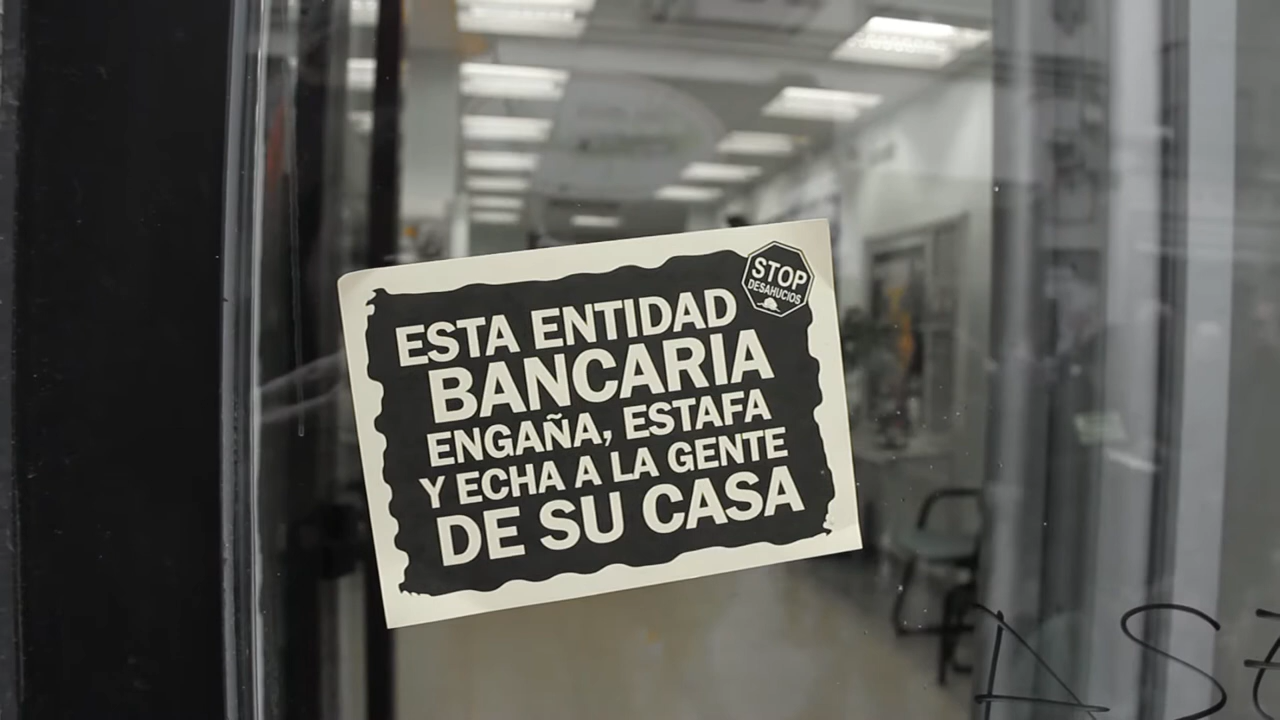 STOP
DESAHUCIOS
ESTA ENTIDAD
BANCARIA
ENGAÑA, ESTAFA
Y ECHA A LA GENTE
DE SU CASA